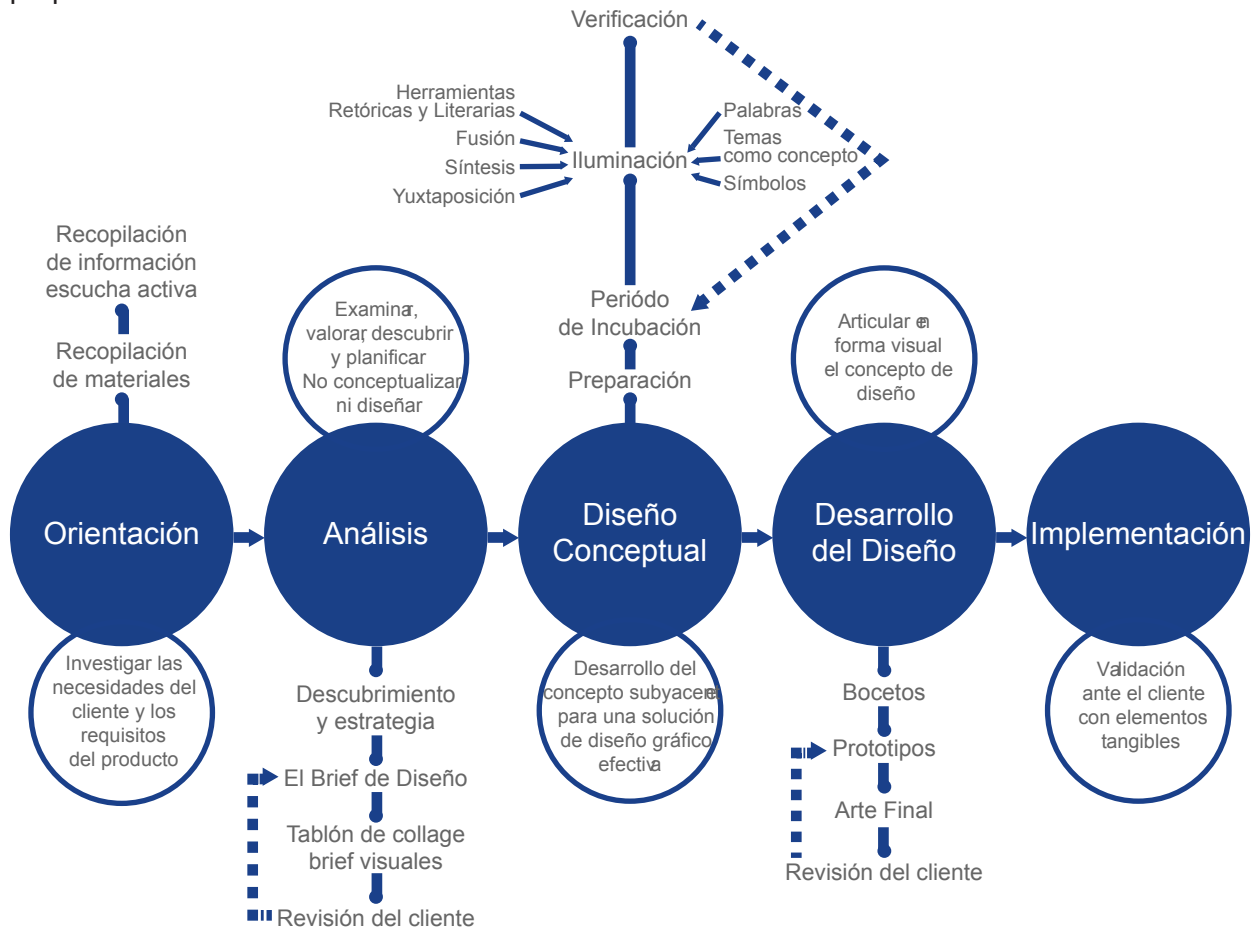 Verificación
Herramientas
Retóricas y Literarias
Fusión
Síntesis
Yuxtaposición
Iluminación
Palabras
Temas
como concepto
Símbolos
Recopilación
de información
escucha activa
Recopilación
de materiales
Examinar,
valorar, descubrir
y planificar
No conceptualizar
ni diseñar
Periódo
de Incubación
Preparación
Articular en
forma visual
el concepto de
diseño
Orientación
Análisis
Diseño
Conceptual
Desarrollo
del Diseño
Implementación
Investigar las
necesidades del
cliente y los
requisitos
del producto
Descubrimiento
y estrategia
El Brief de Diseño
Tablón de collage
brief visuales
Revisión del cliente
Desarrollo del
concepto subyacente
para una solución
de diseño gráfico
efectiva
Bocetos
Prototipos
Arte Final
Revisión del cliente
Validación
ante el cliente
con elementos
tangibles